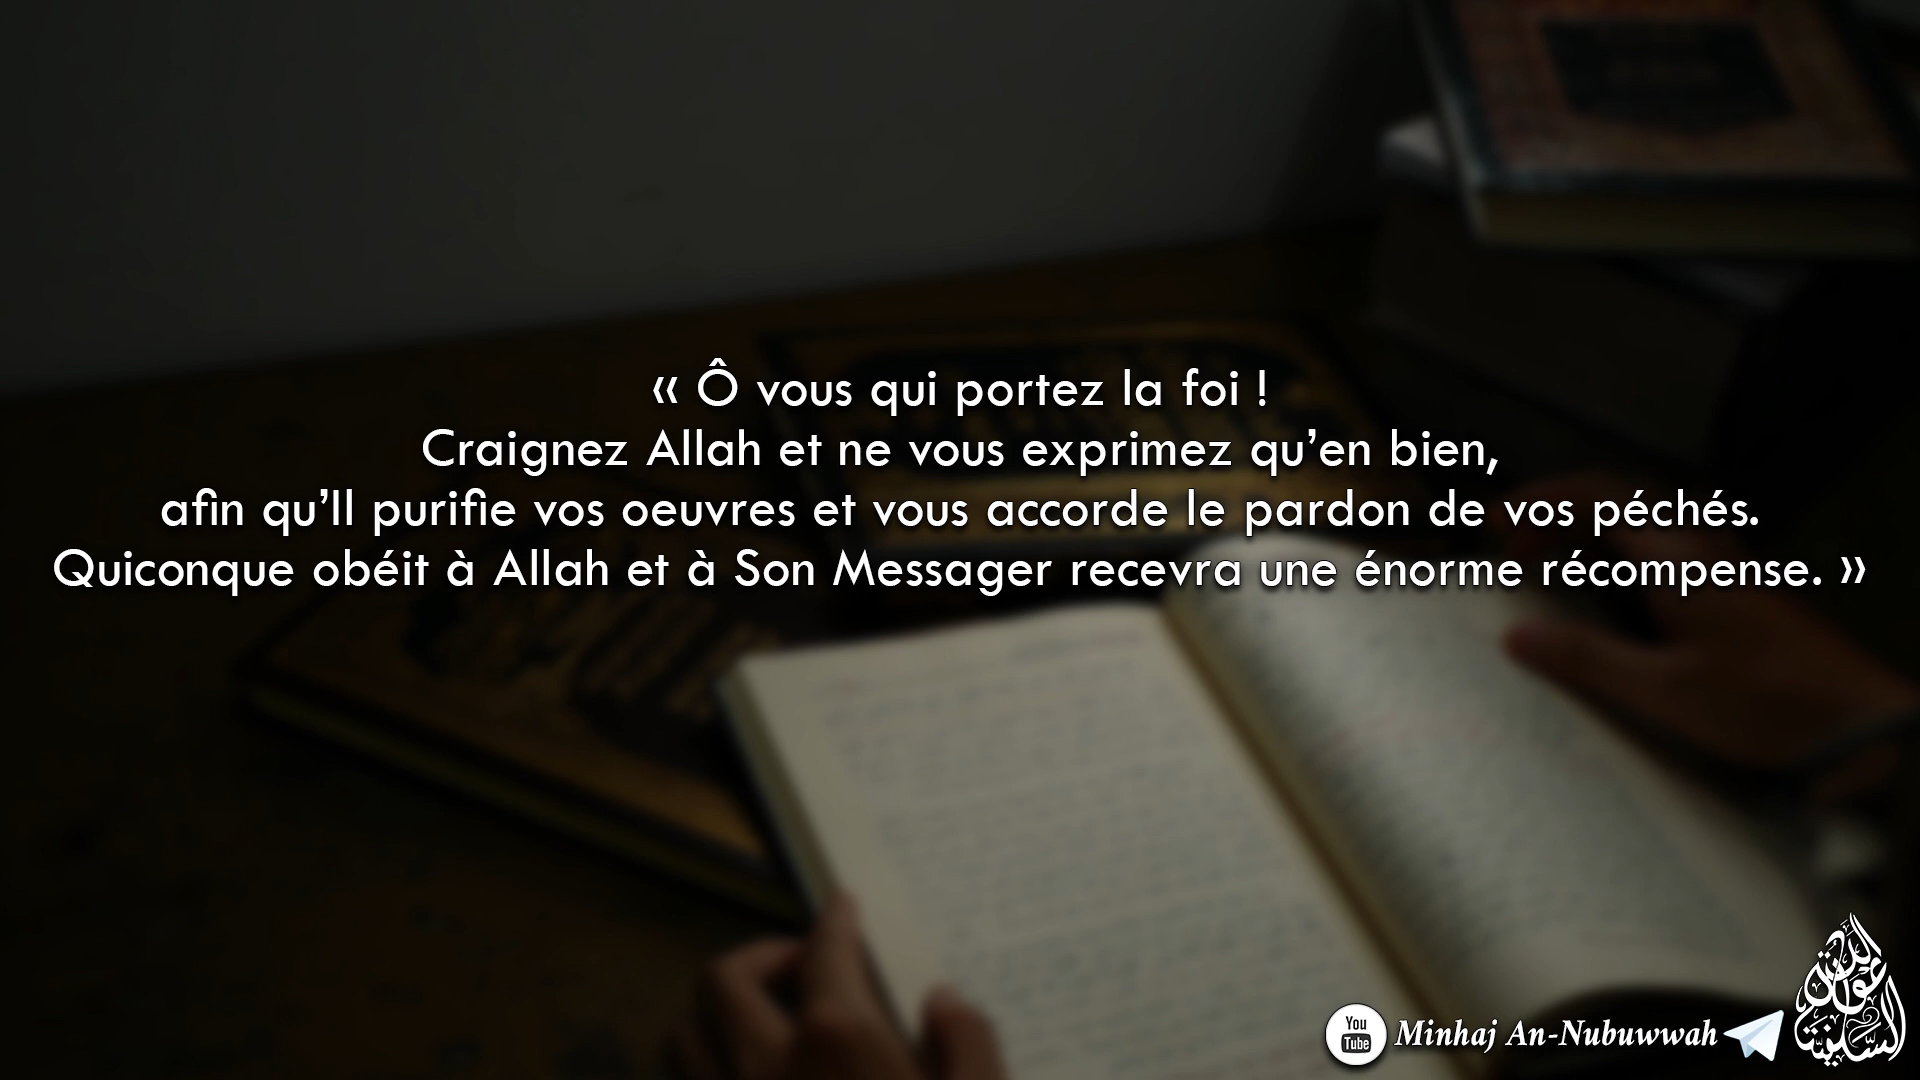 « Ô vous qui portez la foi !
Craignez Allah et ne vous exprimez qu’en bien,
afin qu’Il purifie vos oeuvres et vous accorde le pardon de vos péchés.
Quiconque obéit à Allah et à Son Messager recevra une énorme récompense. »
You
Tube
Minhaj An-Nubuwwah